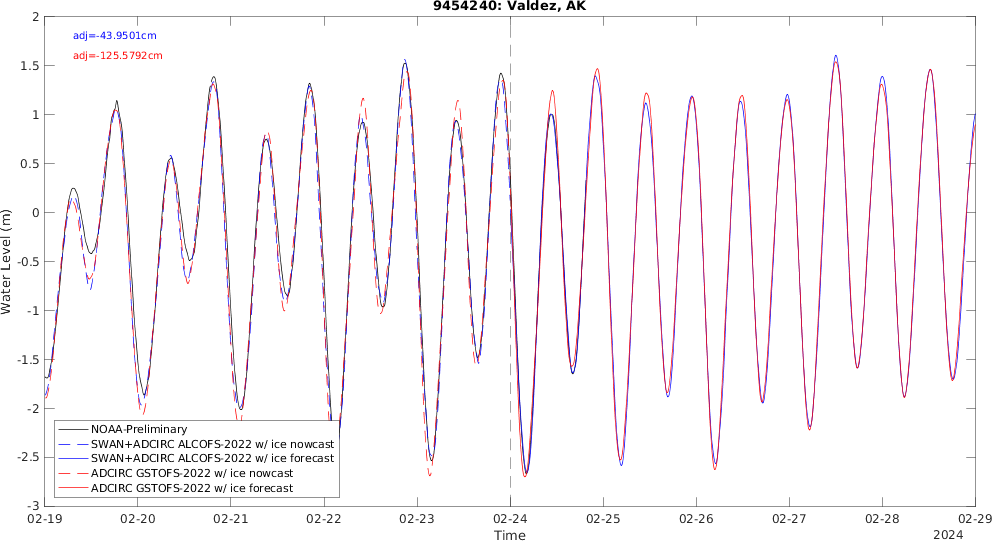 9454240: Valdez, AK
adj=-43.9501cm
adj=-125.5792cm
2
1.5
1
0.5
0
-0.5
-1
-1.5
-2
-2.5
-3
Water Level (m)
NOAA-Preliminary
SWAN+ADCIRC ALCOFS-2022 w/ ice nowcast
SWAN+ADCIRC ALCOFS-2022 w/ ice forecast
ADCIRC GSTOFS-2022 w/ ice nowcast
ADCIRC GSTOFS-2022 w/ ice forecast
02-19 02-20 02-21 02-22 02-23 02-24 02-25 02-26 02-27 02-28 02-29
Time
2024